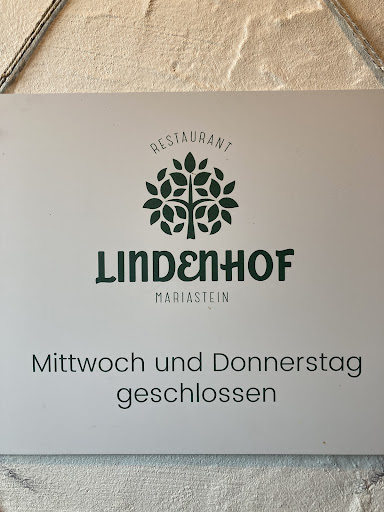 RESTAURANT
LINDENHOF
MARIASTEIN
Mittwoch und Donnerstag
geschlossen